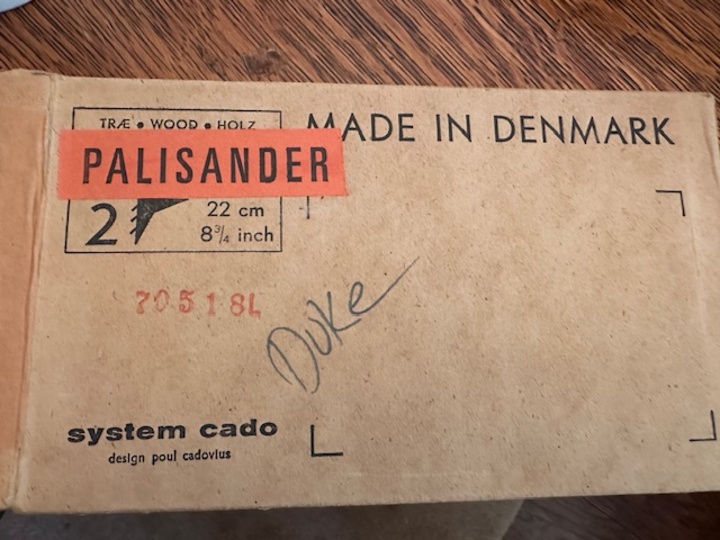 TRÆ • WOOD • HOLZ
PALISANDER
2
22 cm
8¾ inch
MADE IN DENMARK
70518L
Duke
system cado
design poul cadovius